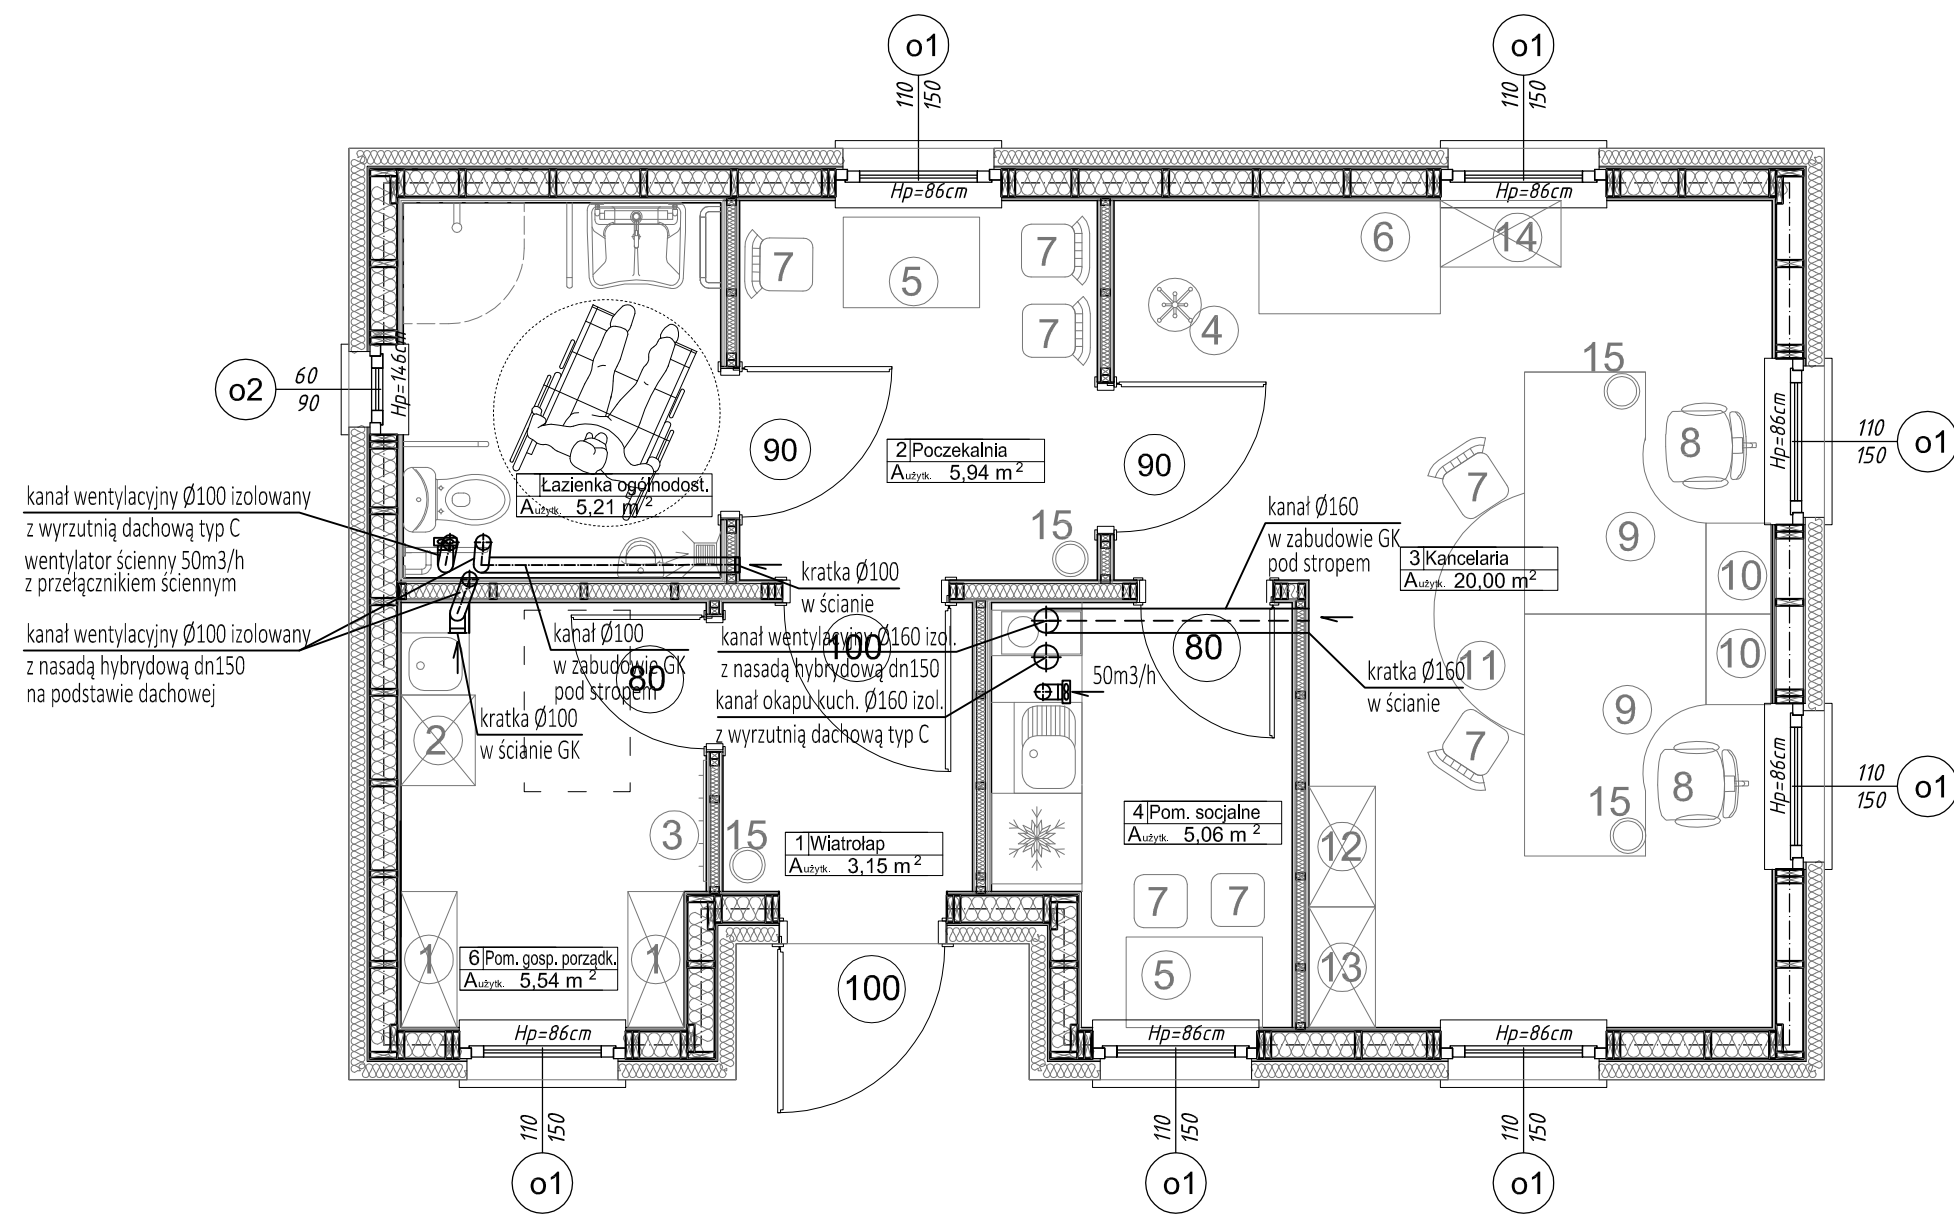 o1
o1
110
150
110
150
Hp=86cm
Hp=86cm
7
5
7
7
6
14
4
15
o2
60
90
Hp=146cm
90
90
2 Poczekalnia
Aużytk. 5,94 m²
8
Hp=86cm
110
150
o1
7
Łazienka ogólnodost.
Aużytk. 5,21 m²
kanał wentylacyjny Ø100 izolowany
z wyrzutnią dachową typ C
wentylator ścienny 50m3/h
z przełącznikiem ściennym
15
kanał Ø160
w zabudowie GK
pod stropem
9
3 Kancelaria
Aużytk. 20,00 m²
10
kratka Ø100
w ścianie
kanał wentylacyjny Ø100 izolowany
z nasadą hybrydową dn150
na podstawie dachowej
kanał Ø100
w zabudowie GK
pod stropem
80
kanał wentylacyjny Ø160 izol.
z nasadą hybrydową dn150
100
kanał okapu kuch. Ø160 izol.
z wyrzutnią dachową typ C
50m3/h
80
kratka Ø160
w ścianie
11
10
9
7
kratka Ø100
w ścianie GK
2
8
Hp=86cm
110
150
o1
15
3
15
1 Wiatrołap
Aużytk. 3,15 m²
4 Pom. socjalne
Aużytk. 5,06 m²
12
7
7
1
6 Pom. gosp. porządk.
Aużytk. 5,54 m²
1
100
5
13
Hp=86cm
Hp=86cm
Hp=86cm
110
150
110
150
110
150
o1
o1
o1